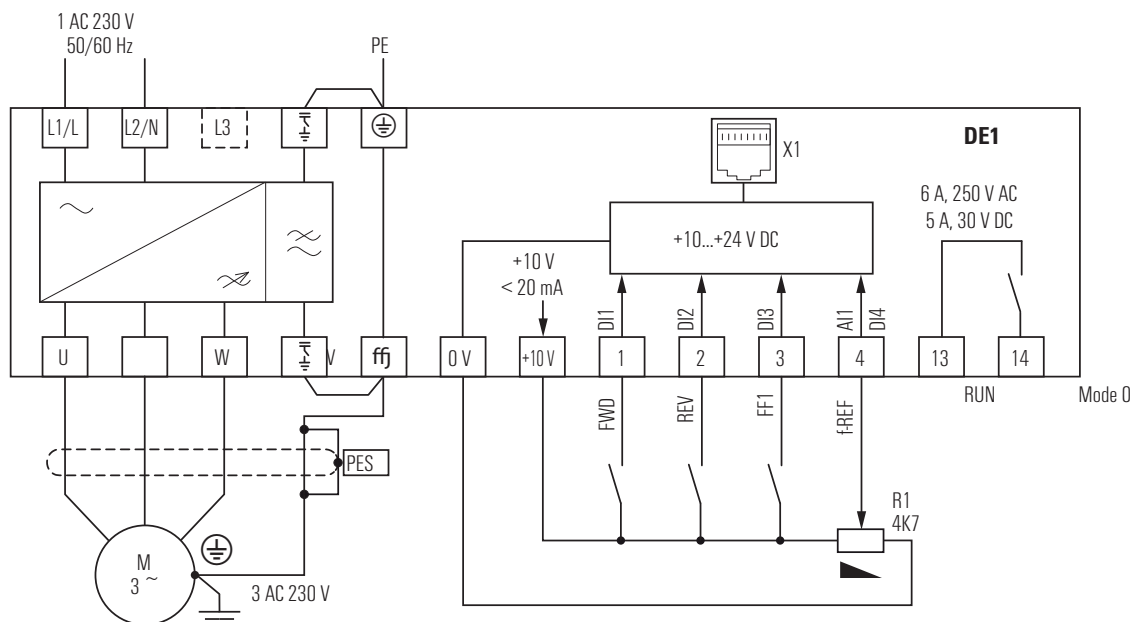 1 AC 230 V
50/60 Hz
PE
L1/L
L2/N
L3
X1
DE1
6 A, 250 V AC
5 A, 30 V DC
+10...+24 V DC
+10 V
< 20 mA
DI1
DI2
DI3
AI1
DI4
U
W
V
ffj
0 V
+10 V
1
2
3
4
13
14
FWD
REV
FF1
f-REF
RUN
Mode 0
PES
R1
4K7
M
3 ~
3 AC 230 V